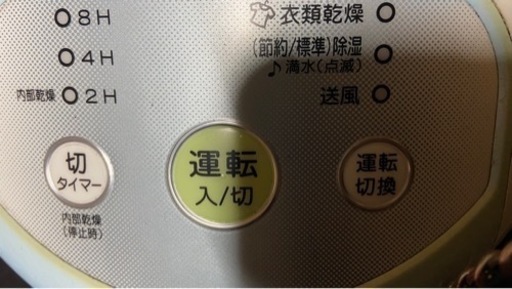 8H
4H
内部乾燥 2H
衣類乾燥
(節約/標準)除湿
♪満水(点滅)
送風
切
タイマー
内部乾燥
(停止時)
運転
入/切
運転
切換